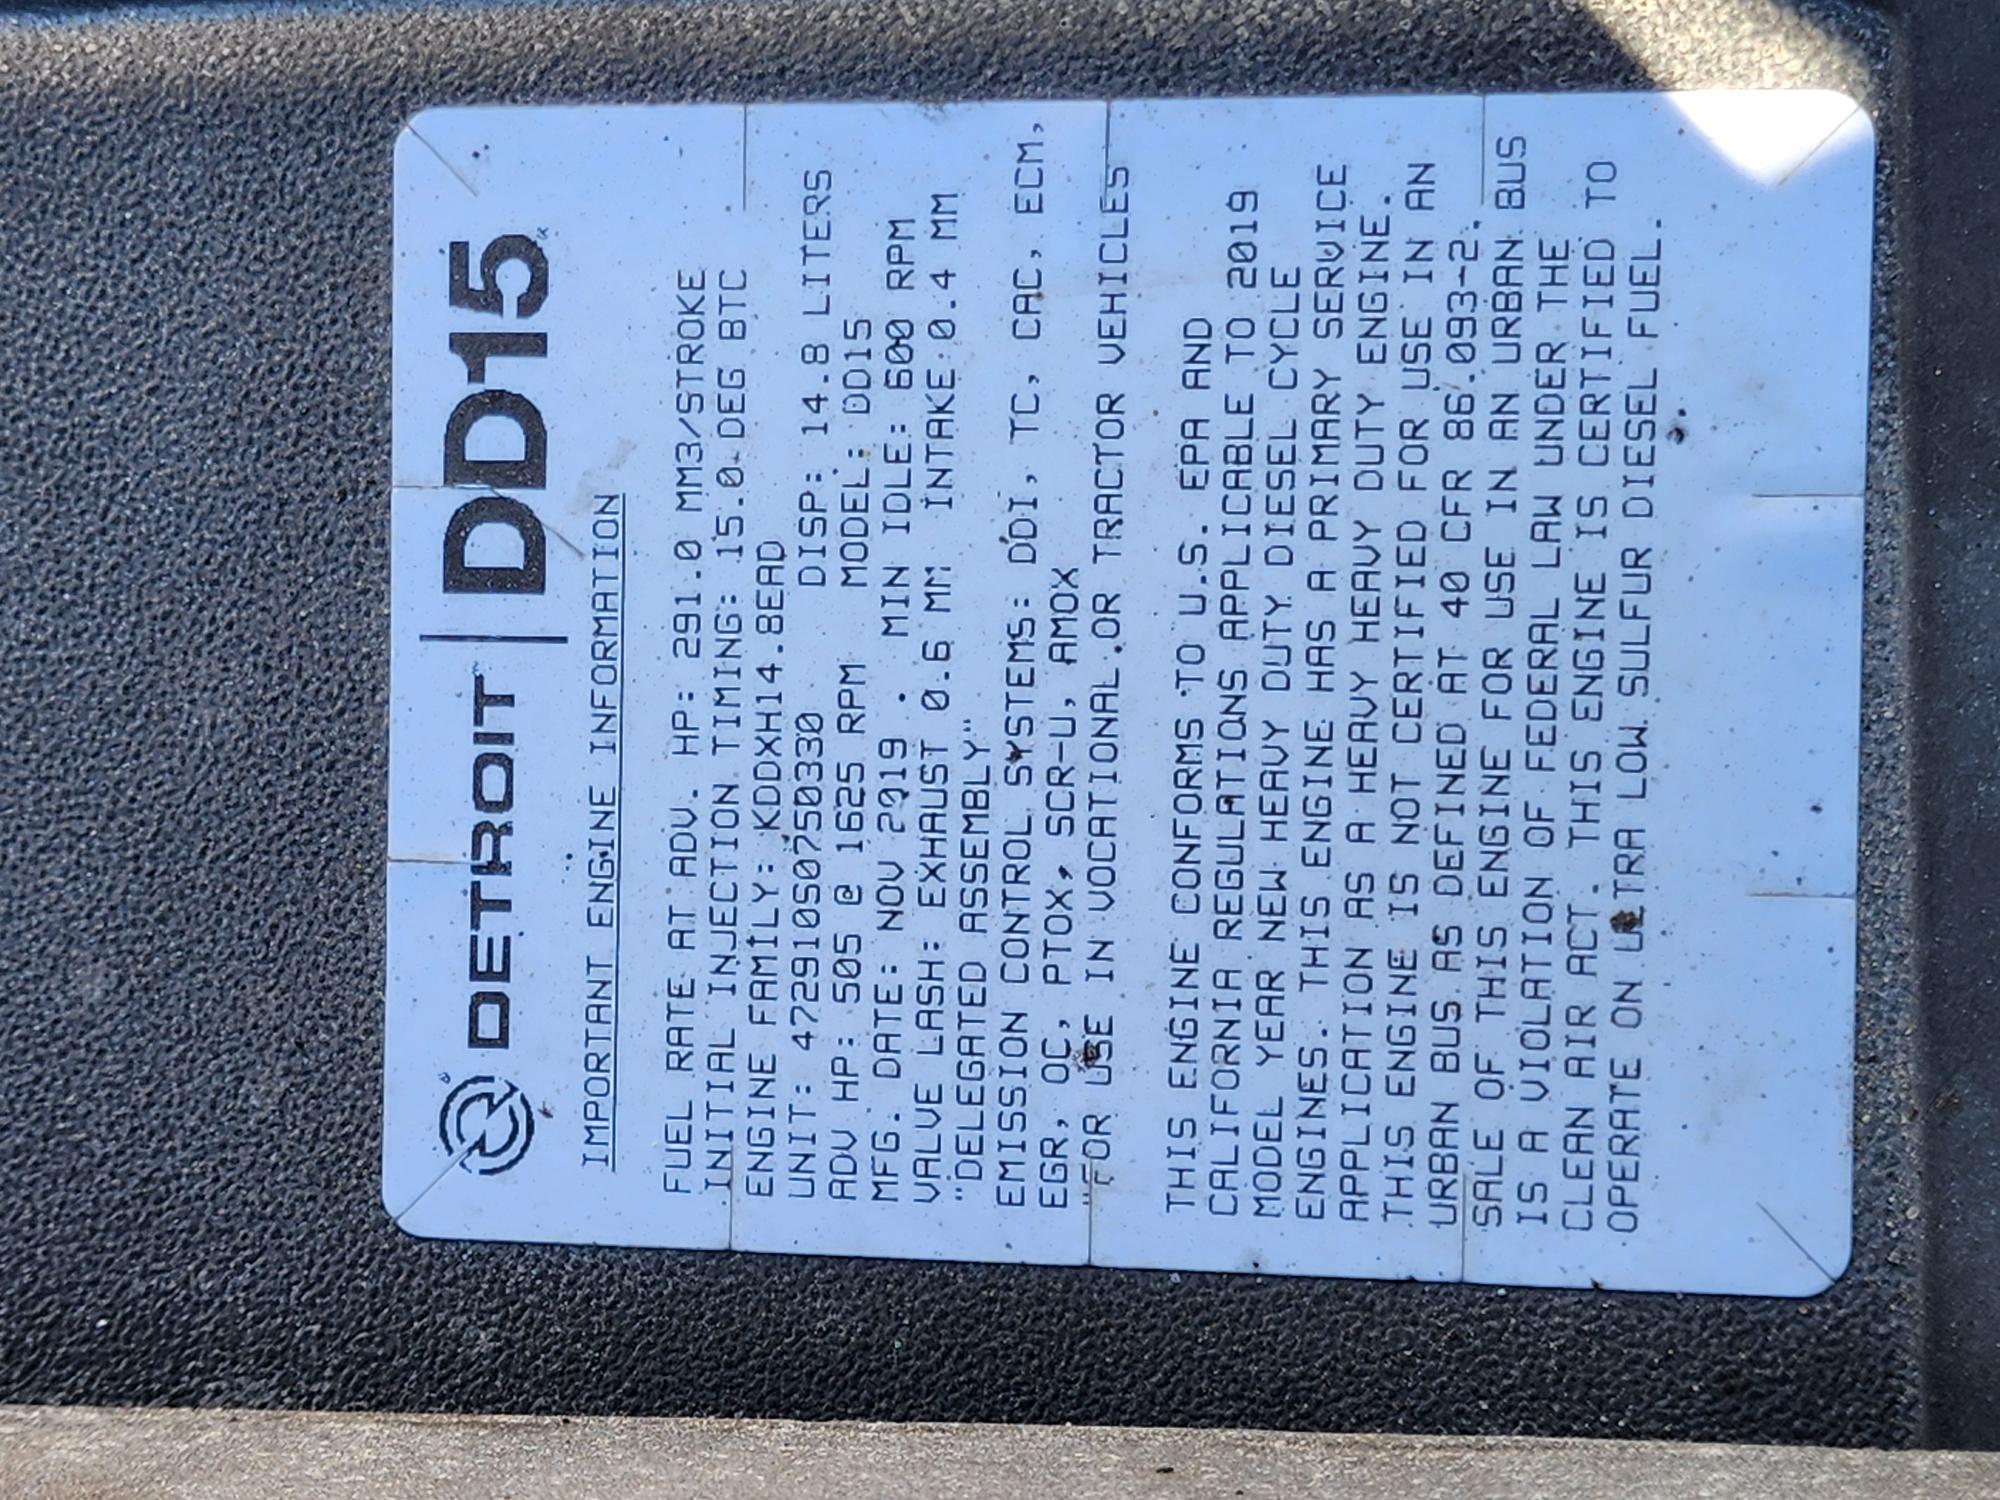 DETROIT | DD15
IMPORTANT ENGINE INFORMATION
FUEL RATE AT ADV. HP: 291.0 MM3/STROKE
INITIAL INJECTION TIMING: 15.0 DEG BTC
ENGINE FAMILY: KDDXH14.8EAD
UNIT: 472910S0750330 DISP: 14.8 LITERS
ADV HP: 505 @ 1625 RPM MODEL: DD15
MFG. DATE: NOV 2019 MIN IDLE: 600 RPM
VALVE LASH: EXHAUST 0.6 MM INTAKE:0.4 MM
"DELEGATED ASSEMBLY"
EMISSION CONTROL SYSTEMS: DDI, TC, CAC, ECM,
EGR, OC, PTOX, SCR-U, AMOX
"FOR USE IN VOCATIONAL OR TRACTOR VEHICLES
THIS ENGINE CONFORMS TO U.S. EPA AND
CALIFORNIA REGULATIONS APPLICABLE TO 2019
MODEL YEAR NEW HEAVY DUTY DIESEL CYCLE
ENGINES. THIS ENGINE HAS A PRIMARY SERVICE
APPLICATION AS A HEAVY HEAVY DUTY ENGINE.
THIS ENGINE IS NOT CERTIFIED FOR USE IN AN
URBAN BUS AS DEFINED AT 40 CFR 86.093-2.
SALE OF THIS ENGINE FOR USE IN AN URBAN BUS
IS A VIOLATION OF FEDERAL LAW UNDER THE
CLEAN AIR ACT. THIS ENGINE IS CERTIFIED TO
OPERATE ON ULTRA LOW SULFUR DIESEL FUEL.